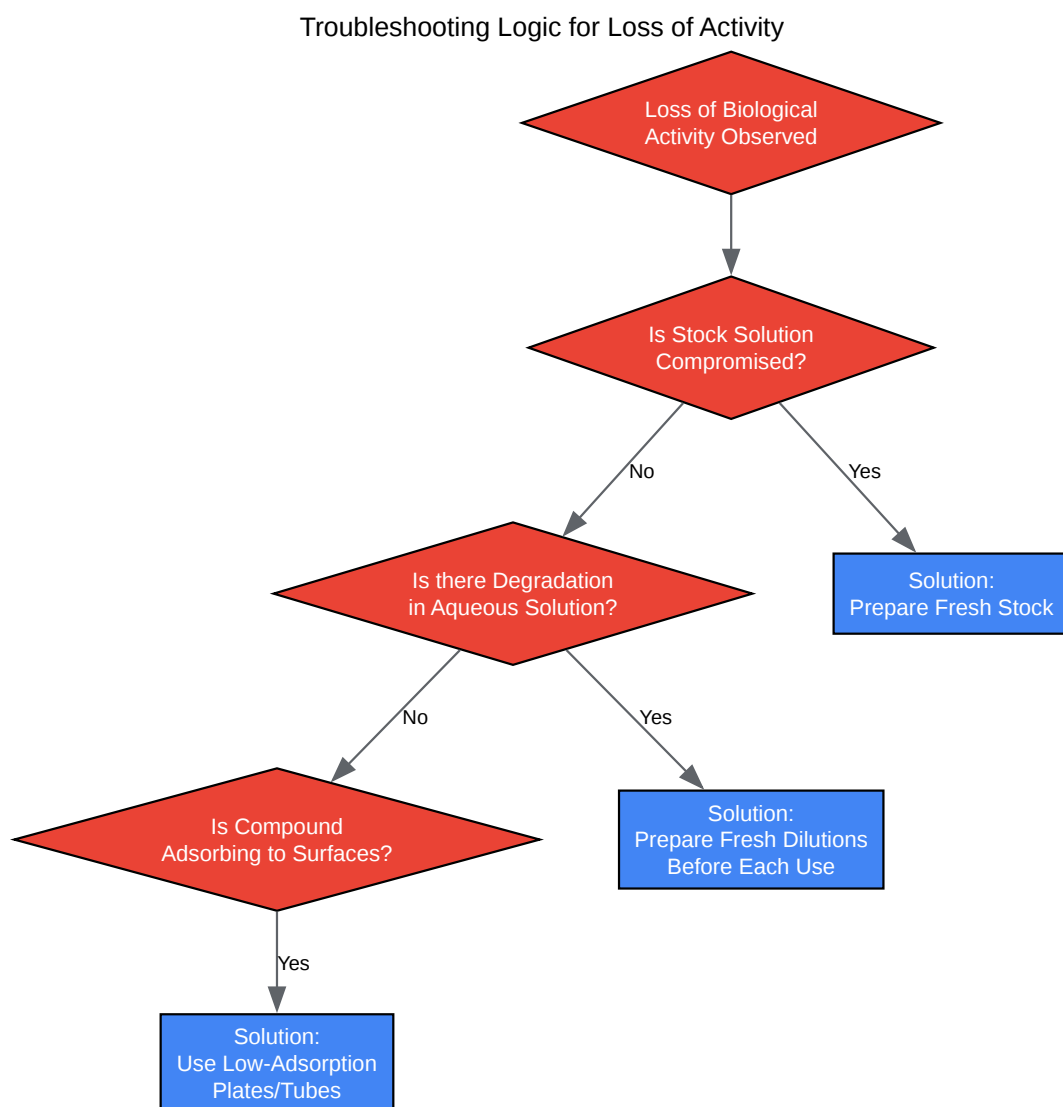 Troubleshooting Logic for Loss of Activity
Loss of Biological
Activity Observed
Is Stock Solution
Compromised?
No
Yes
Is there Degradation
in Aqueous Solution?
Solution:
Prepare Fresh Stock
No
Yes
Is Compound
Adsorbing to Surfaces?
Solution:
Prepare Fresh Dilutions
Before Each Use
Yes
Solution:
Use Low-Adsorption
Plates/Tubes